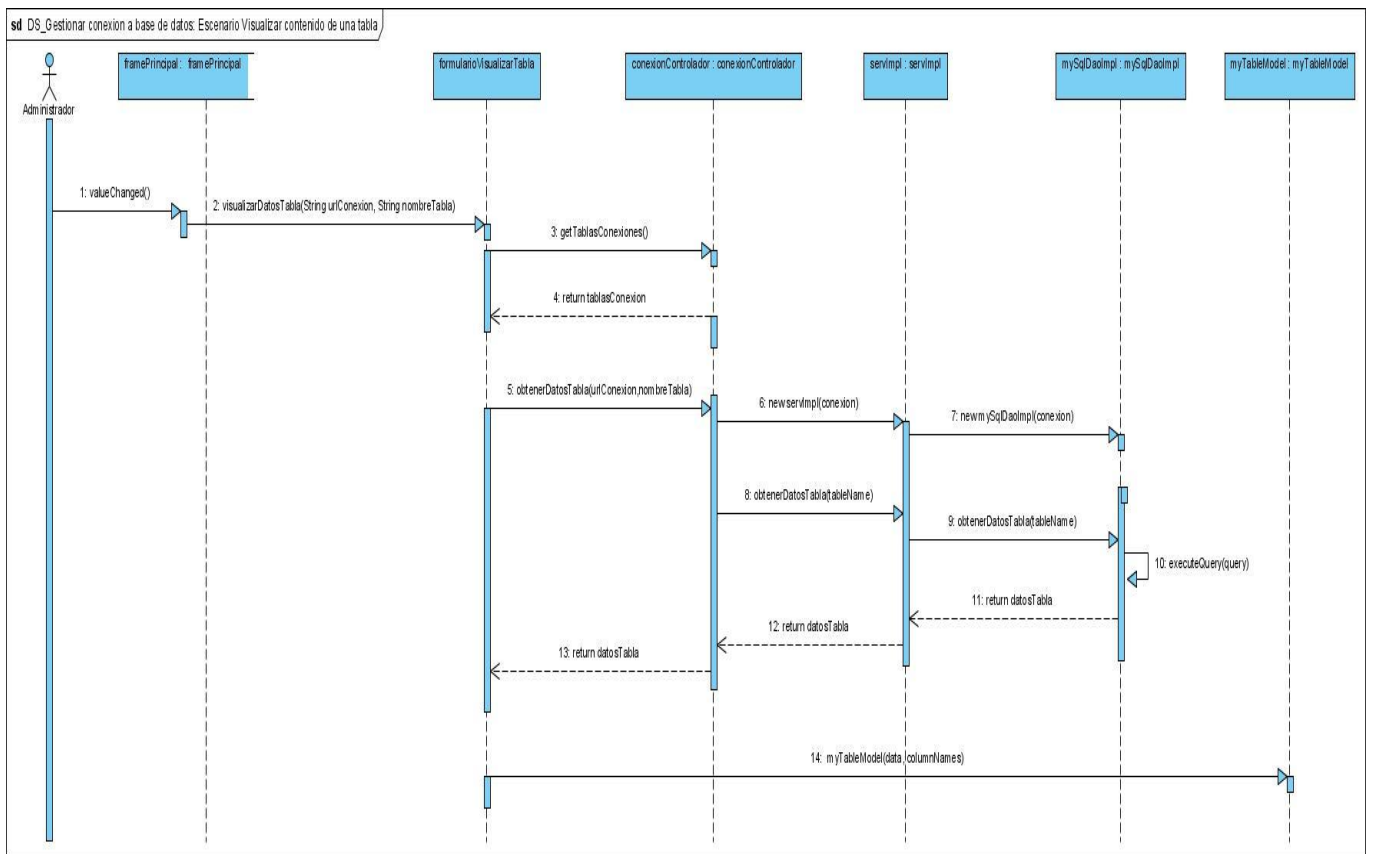 sd DS_Gestionar conexion a base de datos: Escenario Visualizar contenido de una tabla
framePrincipal : framePrincipal
formularioVisualizarTabla
conexionControlador : conexionControlador
servImpl : servImpl
mySqlDaoImpl : mySqlDaoImpl
myTableModel : myTableModel
Administrador
1: valueChanged()
2: visualizarDatosTabla(String urlConexion, String nombreTabla)
3: getTablasConexiones()
4: return tablasConexion
5: obtenerDatosTabla(urlConexion,nombreTabla)
6: new servImpl(conexion)
7: new mySqlDaoImpl(conexion)
8: obtenerDatosTabla(tableName)
9: obtenerDatosTabla(tableName)
10: executeQuery(query)
11: return datosTabla
12: return datosTabla
13: return datosTabla
14: myTableModel(data, columnNames)